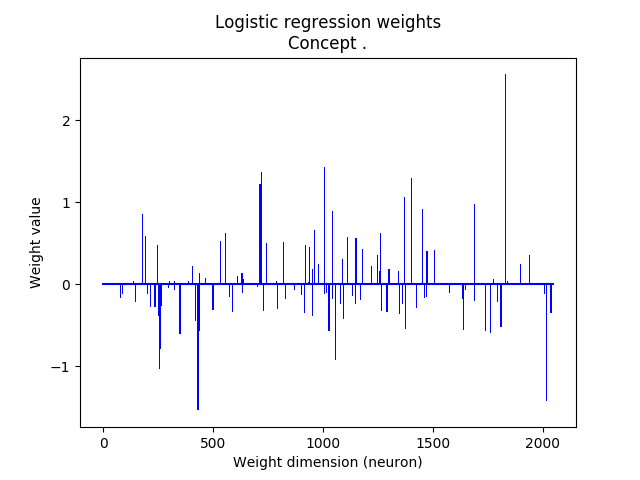 Logistic regression weights
Concept .
Weight value
2
1
0
−1
0
500
1000
1500
2000
Weight dimension (neuron)